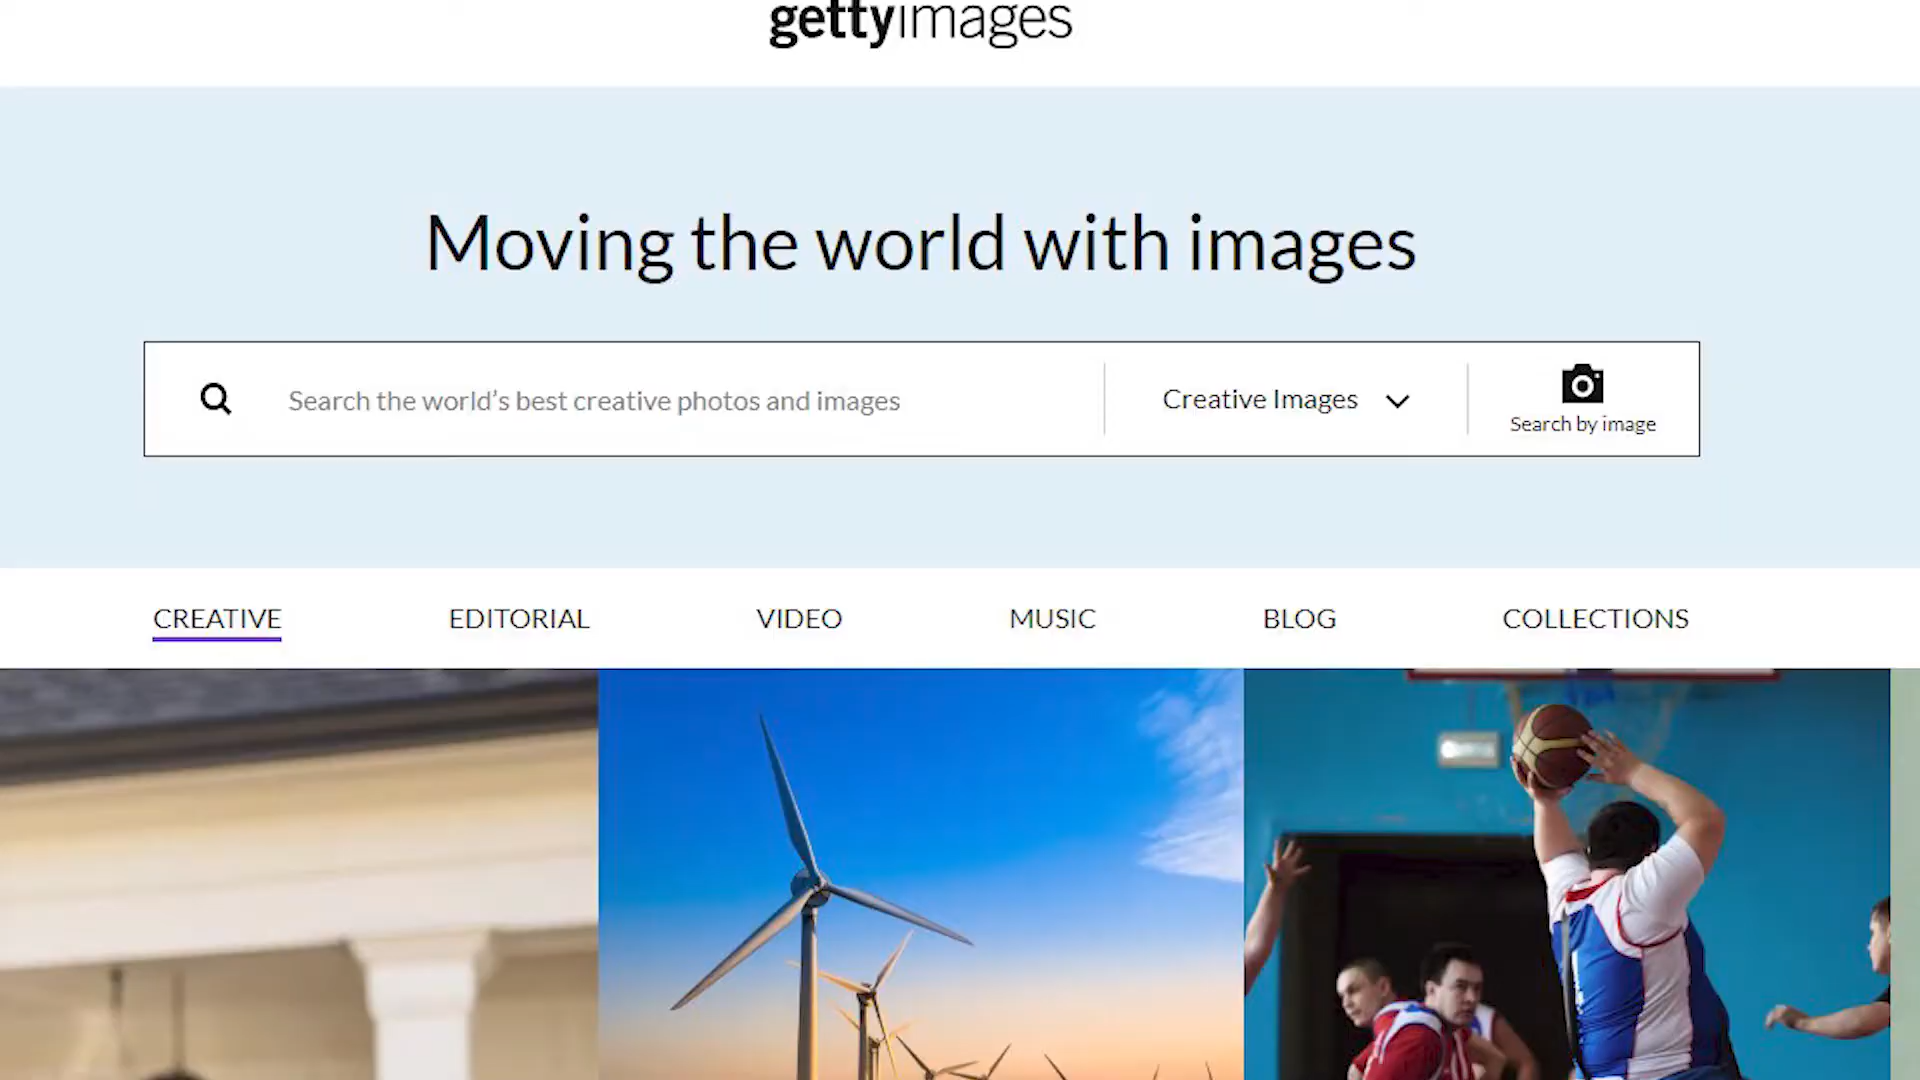 gettyimages
Moving the world with images
Search the world's best creative photos and images
Creative Images
Search by image
CREATIVE EDITORIAL VIDEO MUSIC BLOG COLLECTIONS